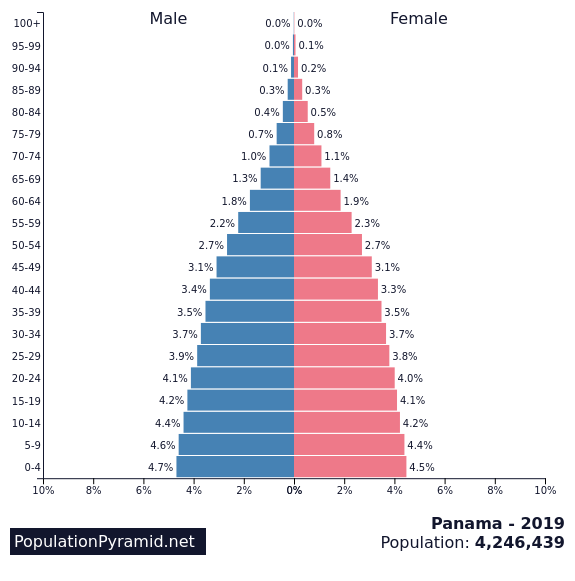 Male Female
100+ 0.0% 0.0%
95-99 0.0% 0.1%
90-94 0.1% 0.2%
85-89 0.3% 0.3%
80-84 0.4% 0.5%
75-79 0.7% 0.8%
70-74 1.0% 1.1%
65-69 1.3% 1.4%
60-64 1.8% 1.9%
55-59 2.2% 2.3%
50-54 2.7% 2.7%
45-49 3.1% 3.1%
40-44 3.4% 3.3%
35-39 3.5% 3.5%
30-34 3.7% 3.7%
25-29 3.9% 3.8%
20-24 4.1% 4.0%
15-19 4.2% 4.1%
10-14 4.4% 4.2%
5-9 4.6% 4.4%
0-4 4.7% 4.5%
10% 8% 6% 4% 2% 0% 2% 4% 6% 8% 10%
Panama - 2019
PopulationPyramid.net Population: 4,246,439